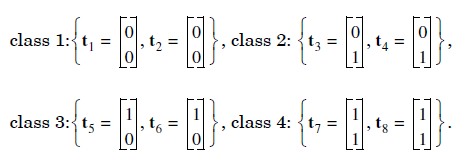 class 1: {t₁ = [0 0], t₂ = [0 0]}, class 2: {t₃ = [0 1], t₄ = [0 1]},
class 3: {t₅ = [1 0], t₆ = [1 0]}, class 4: {t₇ = [1 1], t₈ = [1 1]}.